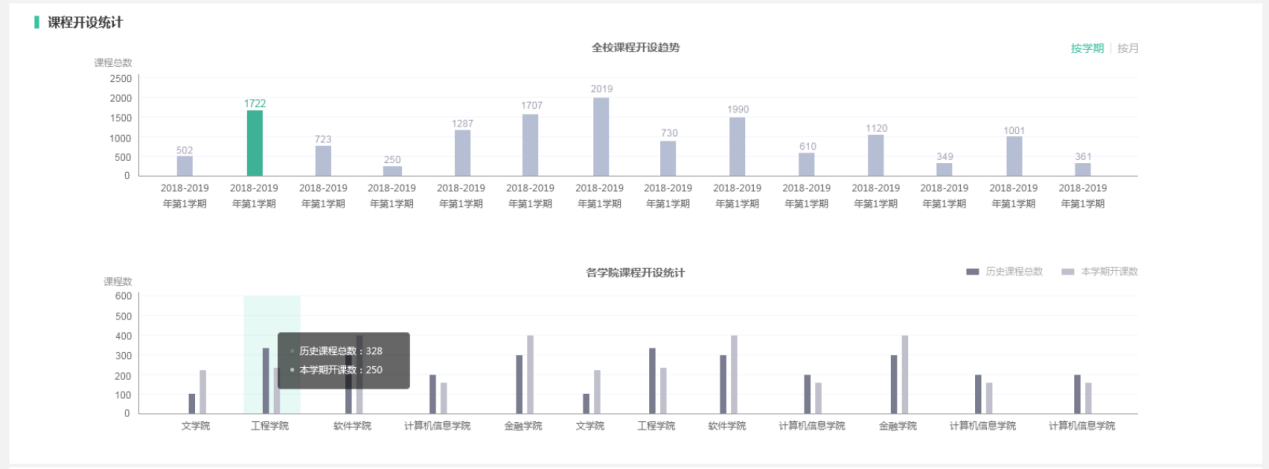 课程开设统计
全校课程开设趋势
按学期 | 按月
课程总数
2500
2000
1500
1000
500
0
502
1722
723
250
1287
1707
2019
730
1990
610
1120
349
1001
361
2018-2019 2018-2019 2018-2019 2018-2019 2018-2019 2018-2019 2018-2019 2018-2019 2018-2019 2018-2019 2018-2019 2018-2019 2018-2019 2018-2019
年第1学期 年第1学期 年第1学期 年第1学期 年第1学期 年第1学期 年第1学期 年第1学期 年第1学期 年第1学期 年第1学期 年第1学期 年第1学期 年第1学期
各学院课程开设统计
历史课程总数 本学期开课数
课程数
600
500
400
300
200
100
0
历史课程总数：328
本学期开课数：250
文学院 工程学院 软件学院 计算机信息学院 金融学院 文学院 工程学院 软件学院 计算机信息学院 金融学院 计算机信息学院 计算机信息学院